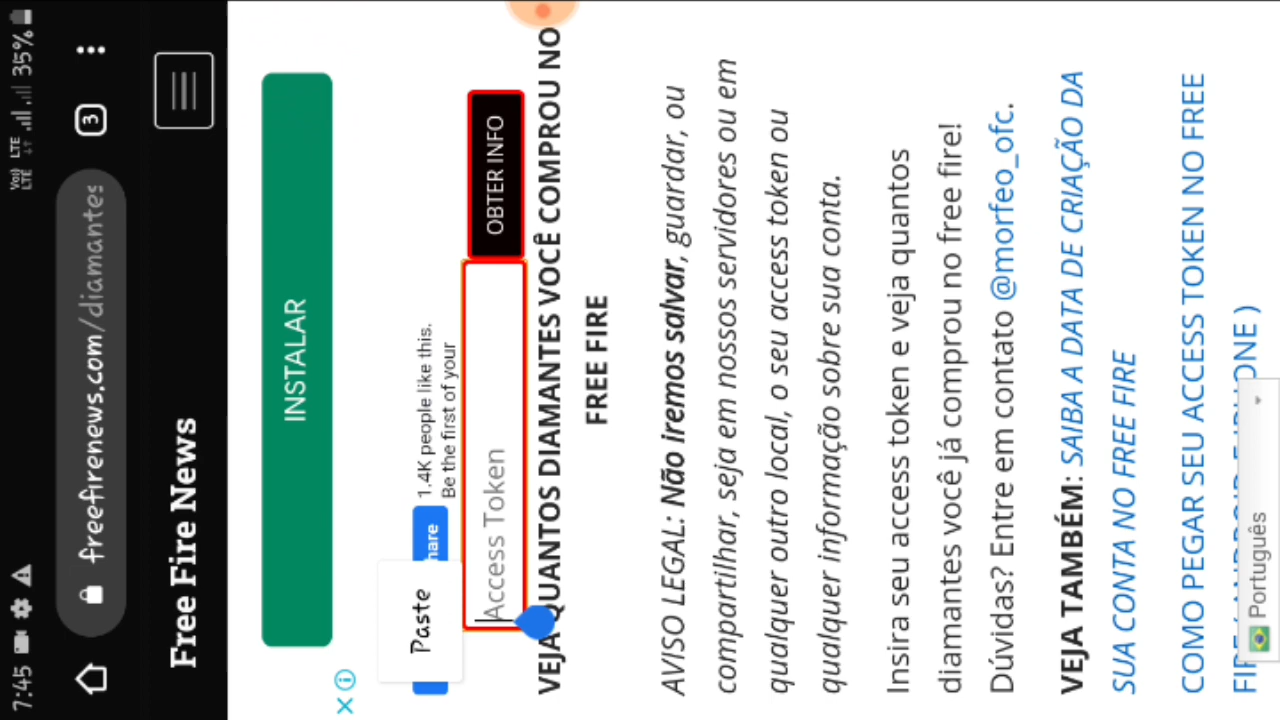 7:45 VoI) LTE LTE 35%
freefirenews.com/diamantes
3
Free Fire News
INSTALAR
Paste
hare
1.4K people like this.
Be the first of your
Access Token
OBTER INFO
VEJA QUANTOS DIAMANTES VOCÊ COMPROU NO
FREE FIRE
AVISO LEGAL: Não iremos salvar, guardar, ou
compartilhar, seja em nossos servidores ou em
qualquer outro local, o seu access token ou
qualquer informação sobre sua conta.
Insira seu access token e veja quantos
diamantes você já comprou no free fire!
Dúvidas? Entre em contato @morfeo_ofc.
VEJA TAMBÉM: SAIBA A DATA DE CRIAÇÃO DA
SUA CONTA NO FREE FIRE
COMO PEGAR SEU ACCESS TOKEN NO FREE
Português